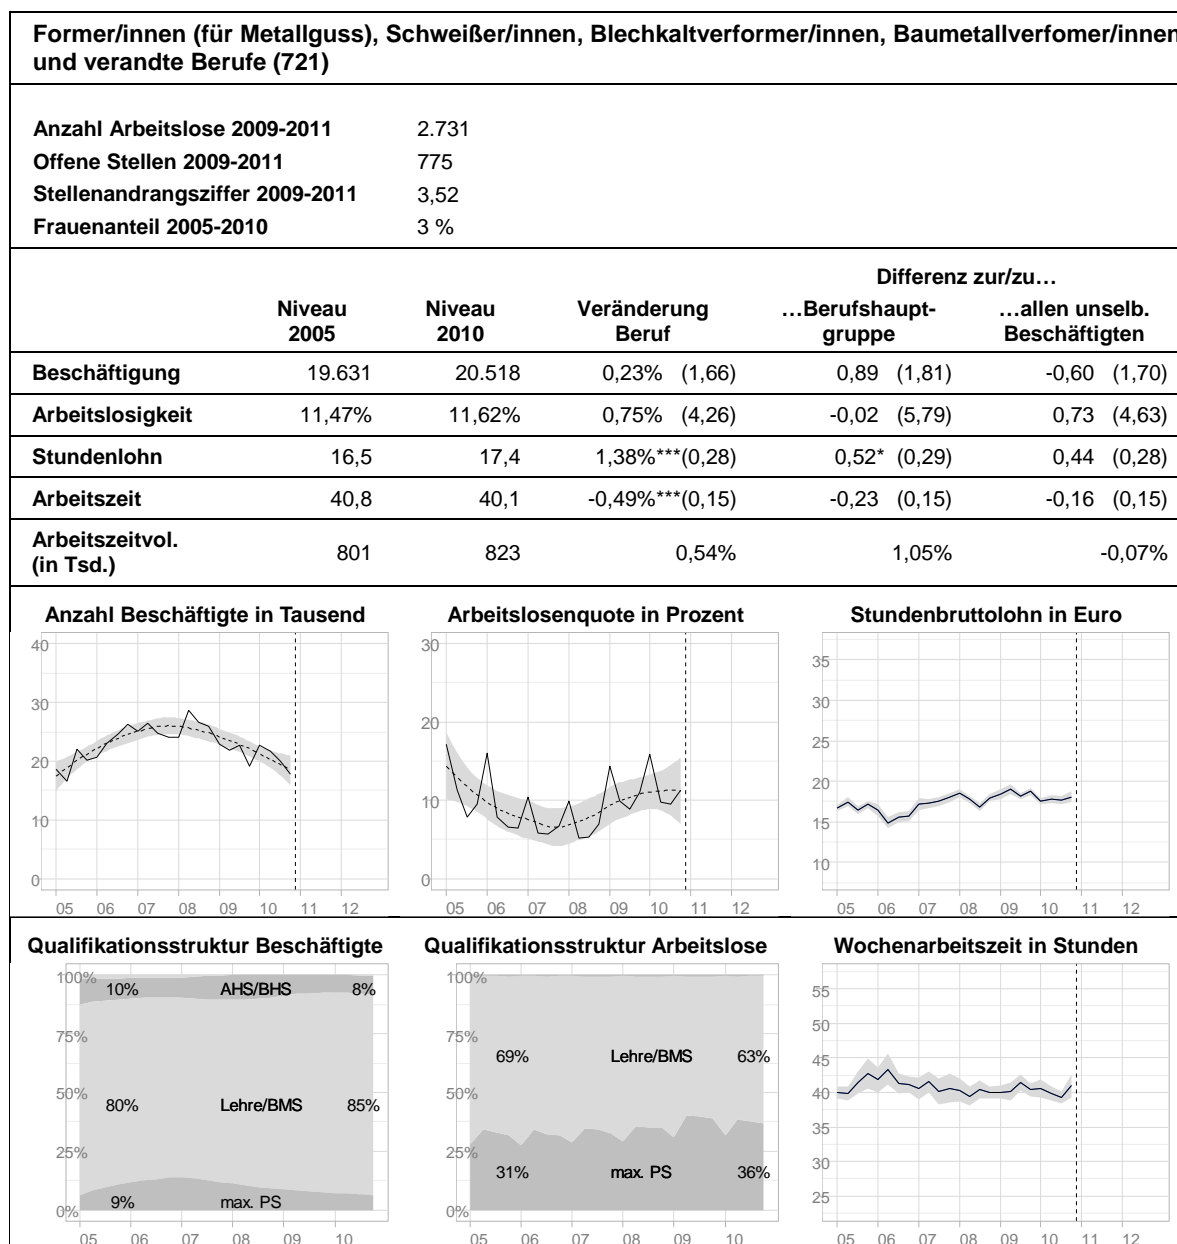 Former/innen (für Metallguss), Schweißer/innen, Blechkaltverformer/innen, Baumetallverfomer/innen
und verandte Berufe (721)
Anzahl Arbeitslose 2009-2011 2.731
Offene Stellen 2009-2011 775
Stellenandrangsziffer 2009-2011 3,52
Frauenanteil 2005-2010 3 %
Differenz zur/zu…
Niveau 2005 Niveau 2010 Veränderung Beruf …Berufshaupt-gruppe …allen unselb. Beschäftigten
Beschäftigung 19.631 20.518 0,23% (1,66) 0,89 (1,81) -0,60 (1,70)
Arbeitslosigkeit 11,47% 11,62% 0,75% (4,26) -0,02 (5,79) 0,73 (4,63)
Stundenlohn 16,5 17,4 1,38%***(0,28) 0,52* (0,29) 0,44 (0,28)
Arbeitszeit 40,8 40,1 -0,49%***(0,15) -0,23 (0,15) -0,16 (0,15)
Arbeitszeitvol.
(in Tsd.) 801 823 0,54% 1,05% -0,07%
Anzahl Beschäftigte in Tausend
40
30
20
10
0
05 06 07 08 09 10 11 12
Arbeitslosenquote in Prozent
30
20
10
0
05 06 07 08 09 10 11 12
Stundenbruttolohn in Euro
35
30
25
20
15
10
05 06 07 08 09 10 11 12
Qualifikationsstruktur Beschäftigte
100%
10% AHS/BHS 8%
75%
80% Lehre/BMS 85%
50%
25%
9% max. PS
0%
05 06 07 08 09 10
Qualifikationsstruktur Arbeitslose
100%
75%
69% Lehre/BMS 63%
50%
25%
31% max. PS 36%
0%
05 06 07 08 09 10
Wochenarbeitszeit in Stunden
55
50
45
40
35
30
25
05 06 07 08 09 10 11 12